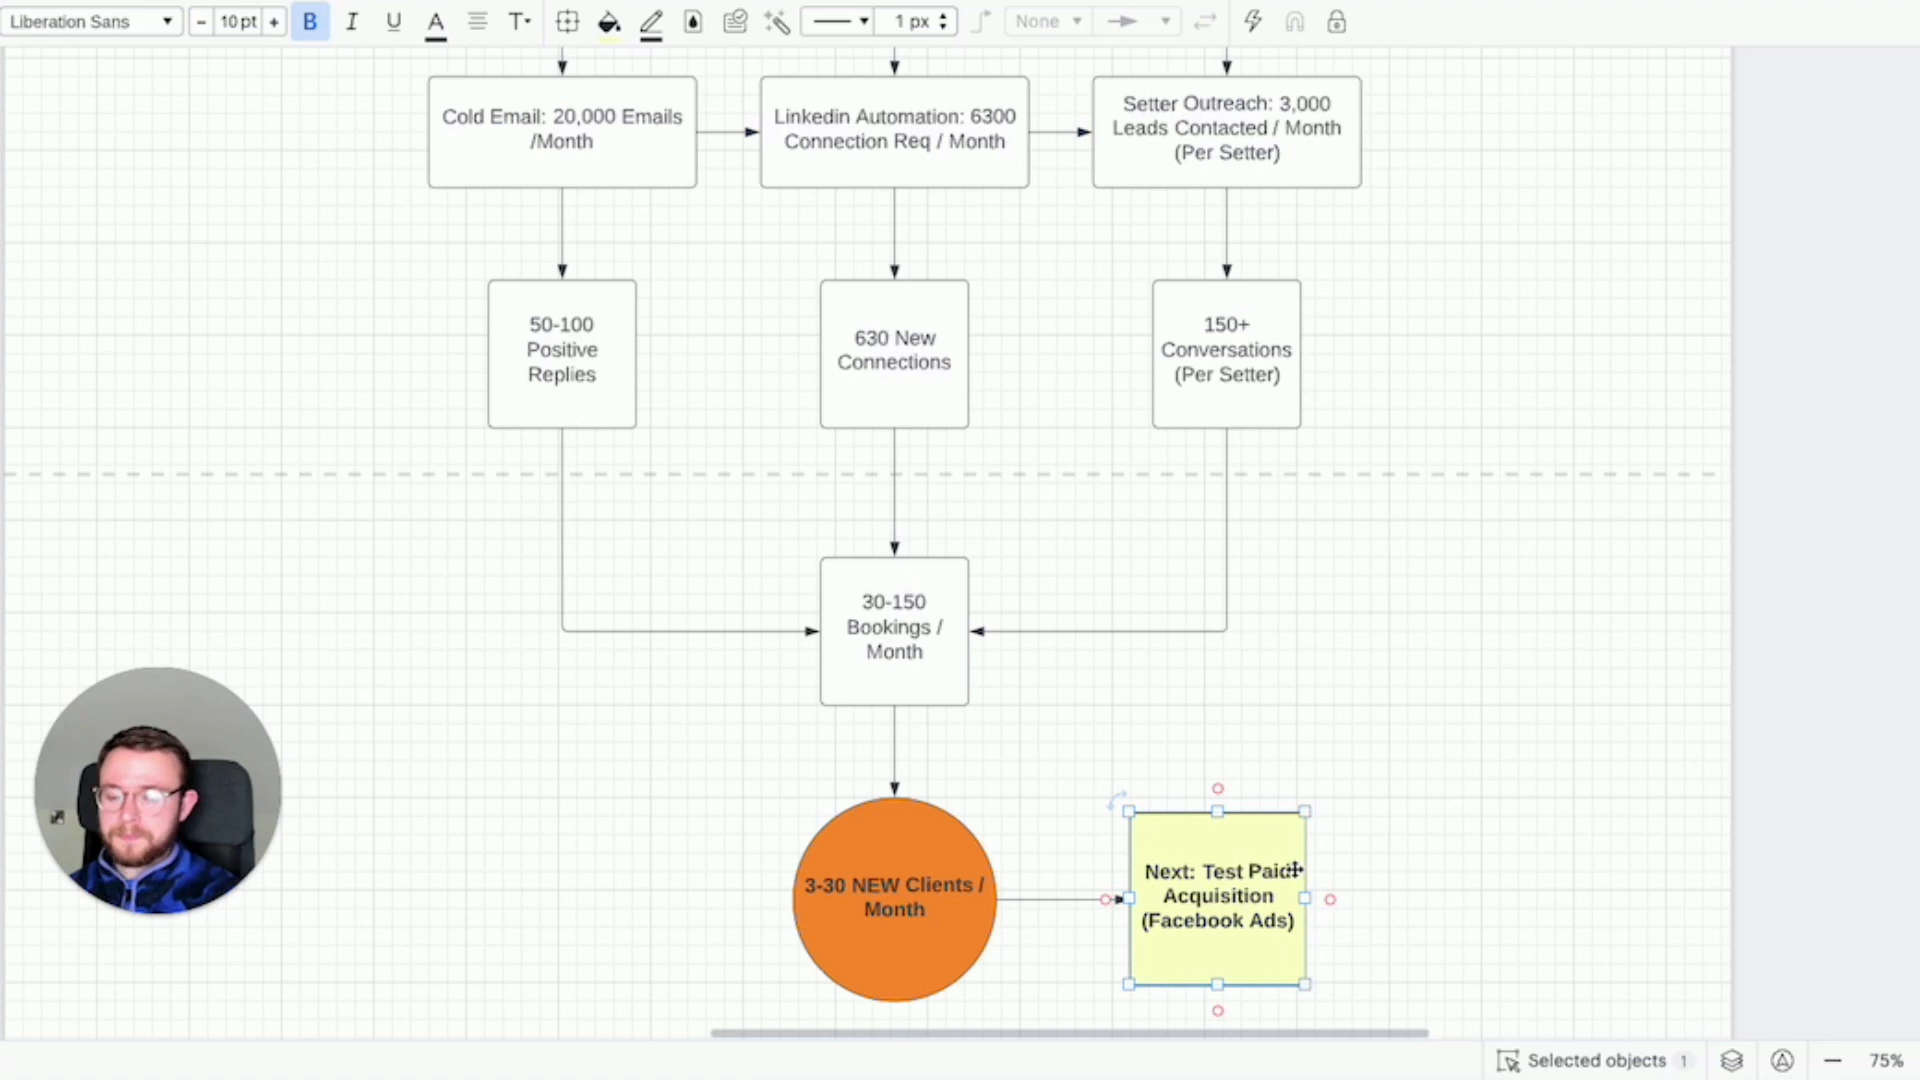 Liberation Sans
10 pt
B
I
U
A
T
1 px
None
Cold Email: 20,000 Emails
/Month
Linkedin Automation: 6300
Connection Req / Month
Setter Outreach: 3,000
Leads Contacted / Month
(Per Setter)
50-100
Positive
Replies
630 New
Connections
150+
Conversations
(Per Setter)
30-150
Bookings /
Month
3-30 NEW Clients /
Month
Next: Test Paid
Acquisition
(Facebook Ads)
Selected objects 1
75%